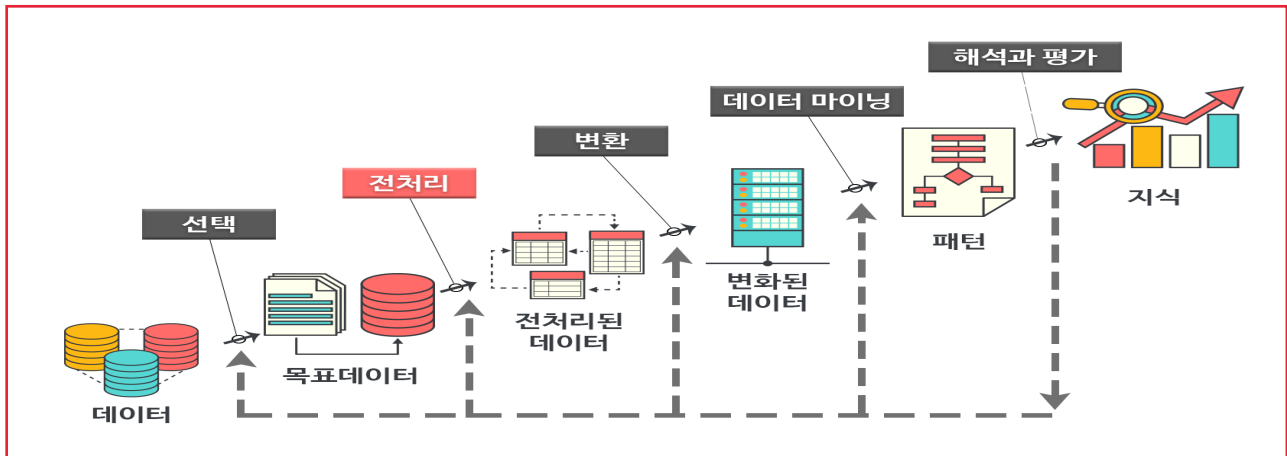 해석과 평가
데이터 마이닝
변환
전처리
선택
지식
패턴
변화된
데이터
전처리된
데이터
목표데이터
데이터